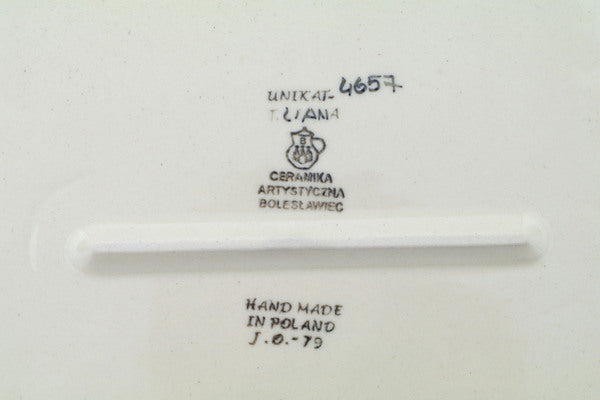 UNIKAT- 4657
T. LIANA
B
CERAMIKA
ARTYSTYCZNA
BOLESŁAWIEC
HAND MADE
IN POLAND
J.O.-79